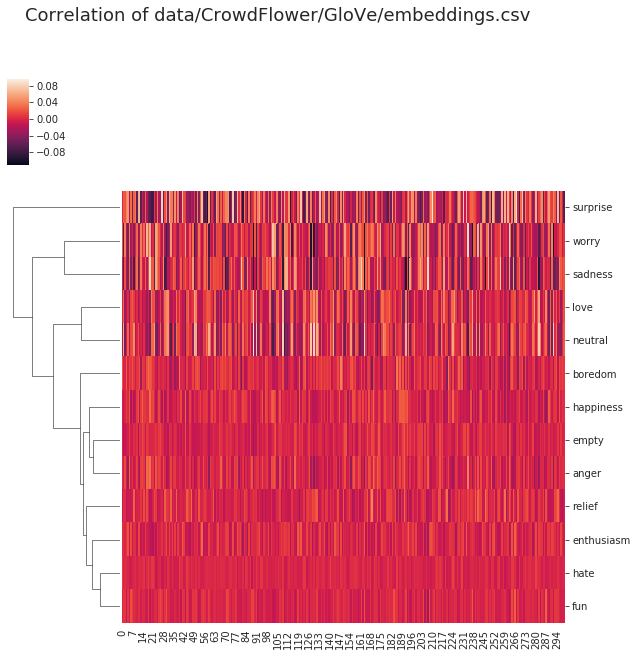 Correlation of data/CrowdFlower/GloVe/embeddings.csv
0.08
0.04
0.00
−0.04
−0.08
surprise
worry
sadness
love
neutral
boredom
happiness
empty
anger
relief
enthusiasm
hate
fun
0 7 14 21 28 35 42 49 56 63 70 77 84 91 98 105 112 119 126 133 140 147 154 161 168 175 182 189 196 203 210 217 224 231 238 245 252 259 266 273 280 287 294